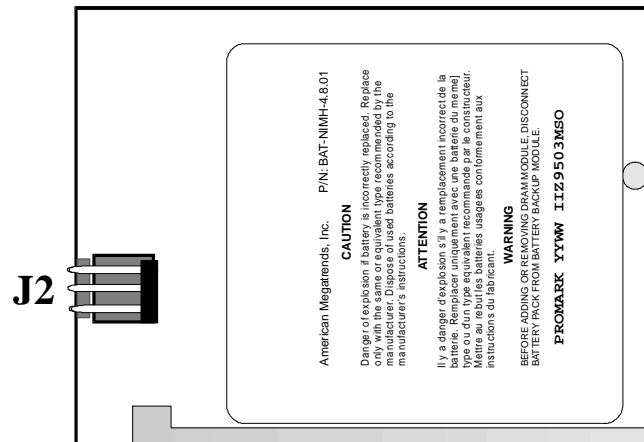 J2
American Megatrends, Inc. P/N: BAT-NIMH-4.8.01
CAUTION
Danger of explosion if battery is incorrectly replaced. Replace
only with the same or equivalent type recommended by the
manufacturer. Dispose of used batteries according to the
manufacturer's instructions.
ATTENTION
Il y a danger d'explosion s'il y a remplacement incorrect de la
batterie. Remplacer uniquement avec une batterie du meme]
type ou d'un type equivalent recommande par le constructeur.
Mettre au rebut les batteries usagees conformement aux
instructions du fabricant.
WARNING
BEFORE ADDING OR REMOVING DRAM MODULE, DISCONNECT
BATTERY PACK FROM BATTERY BACKUP MODULE.
PROMARK YYWW IIZ9503MSO